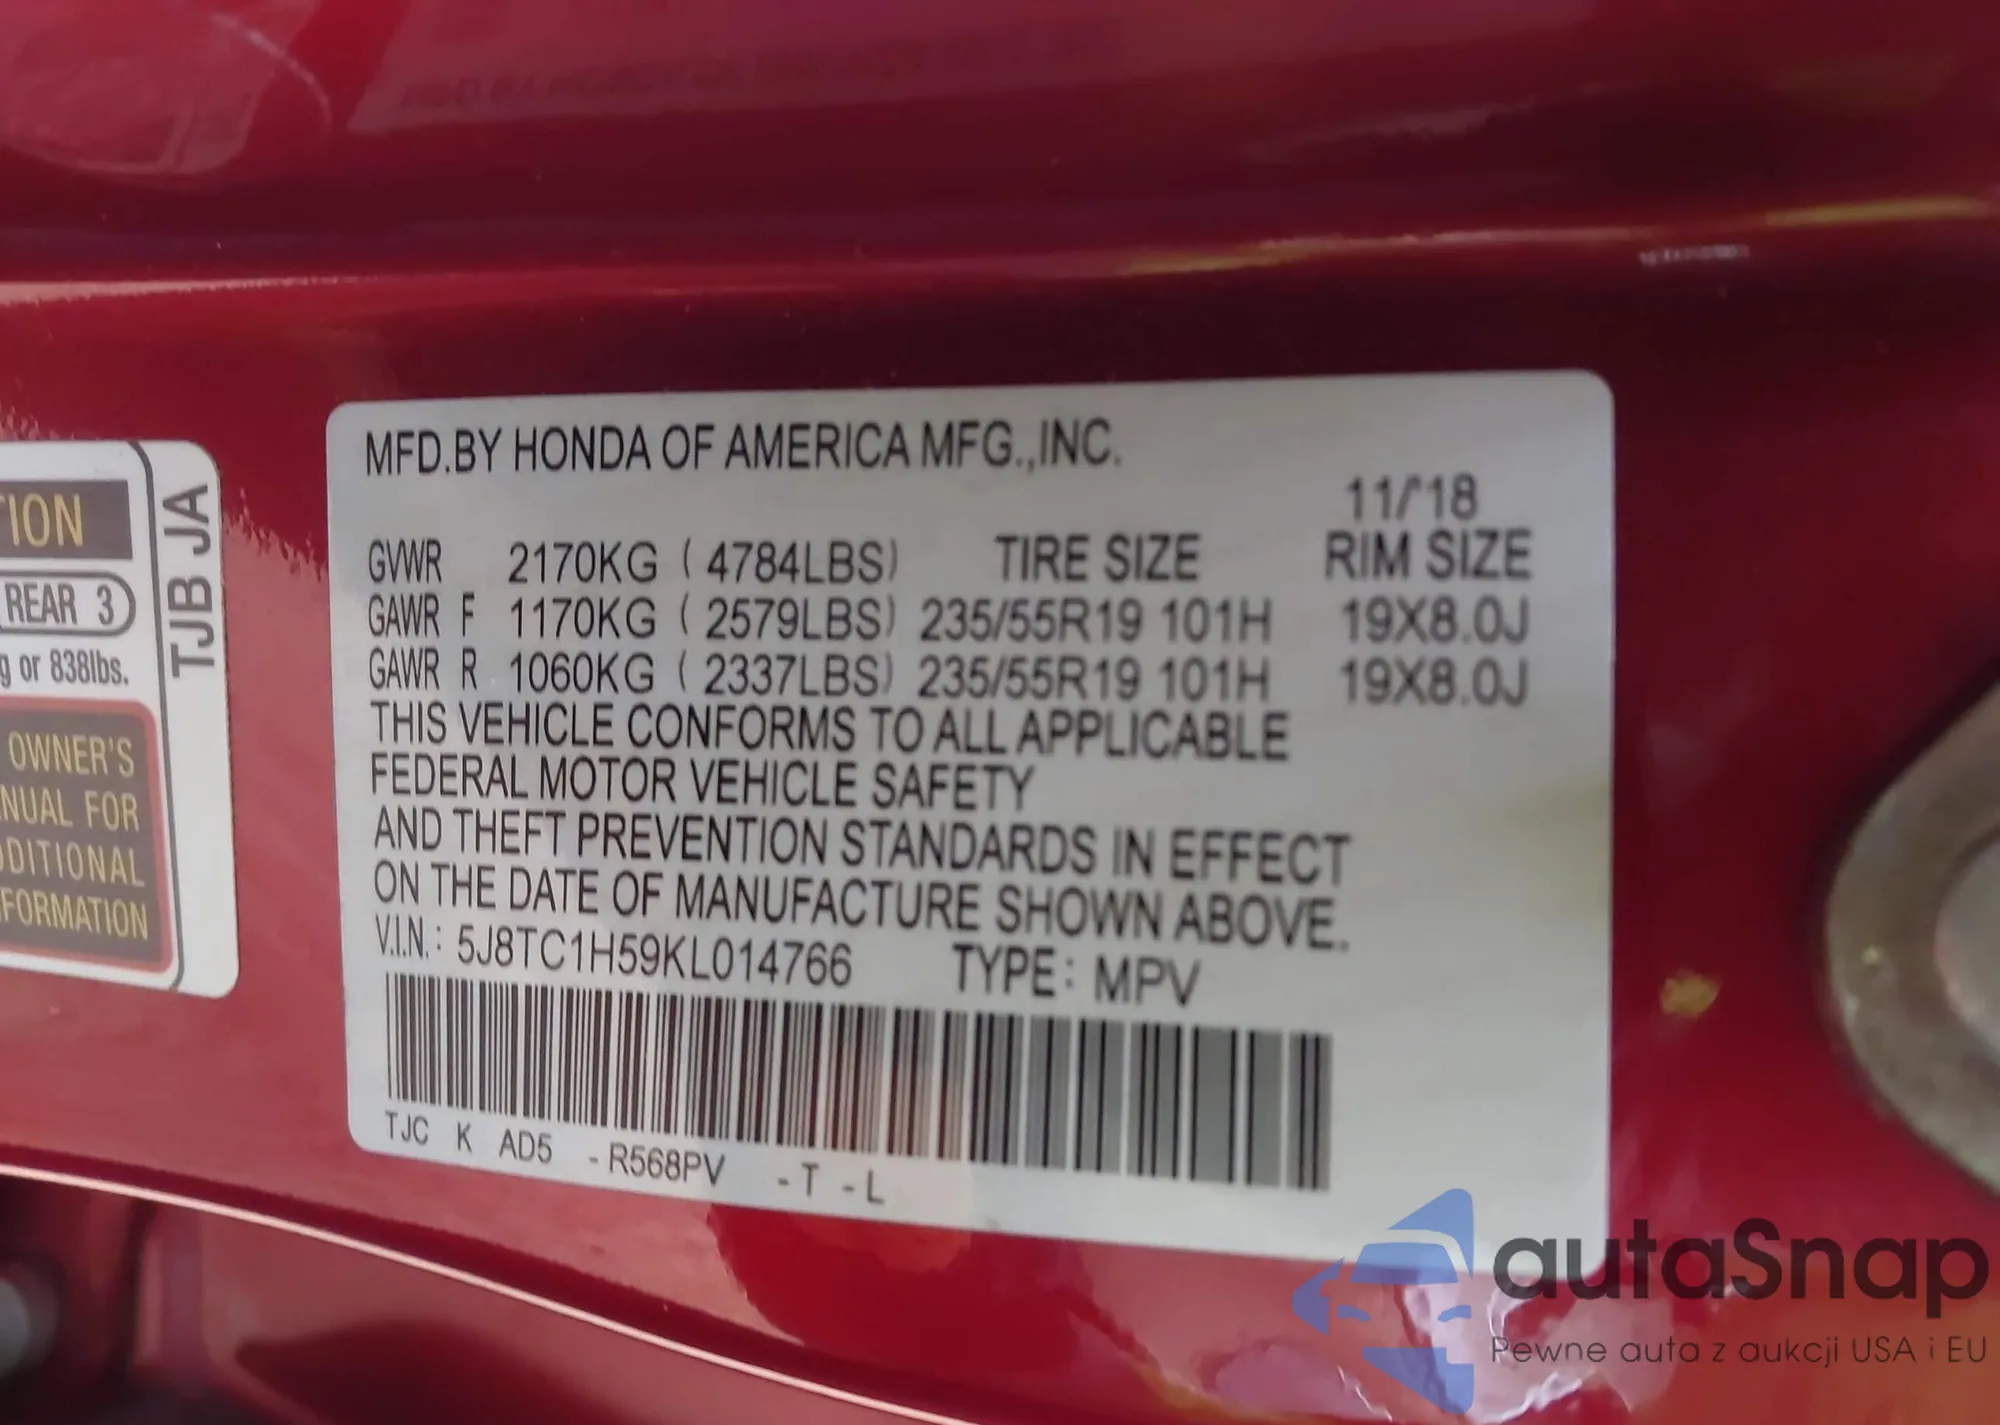 TION
REAR 3
g or 838lbs.
OWNER'S
NUAL FOR
DDITIONAL
FORMATION
TJB JA
MFD.BY HONDA OF AMERICA MFG.,INC.
11/'18
GVWR 2170KG ( 4784LBS) TIRE SIZE RIM SIZE
GAWR F 1170KG ( 2579LBS) 235/55R19 101H 19X8.0J
GAWR R 1060KG ( 2337LBS) 235/55R19 101H 19X8.0J
THIS VEHICLE CONFORMS TO ALL APPLICABLE
FEDERAL MOTOR VEHICLE SAFETY
AND THEFT PREVENTION STANDARDS IN EFFECT
ON THE DATE OF MANUFACTURE SHOWN ABOVE.
V.I.N.: 5J8TC1H59KL014766 TYPE: MPV
TJC K AD5 -R568PV -T -L
autaSnap
Pewne auta z aukcji USA i EU